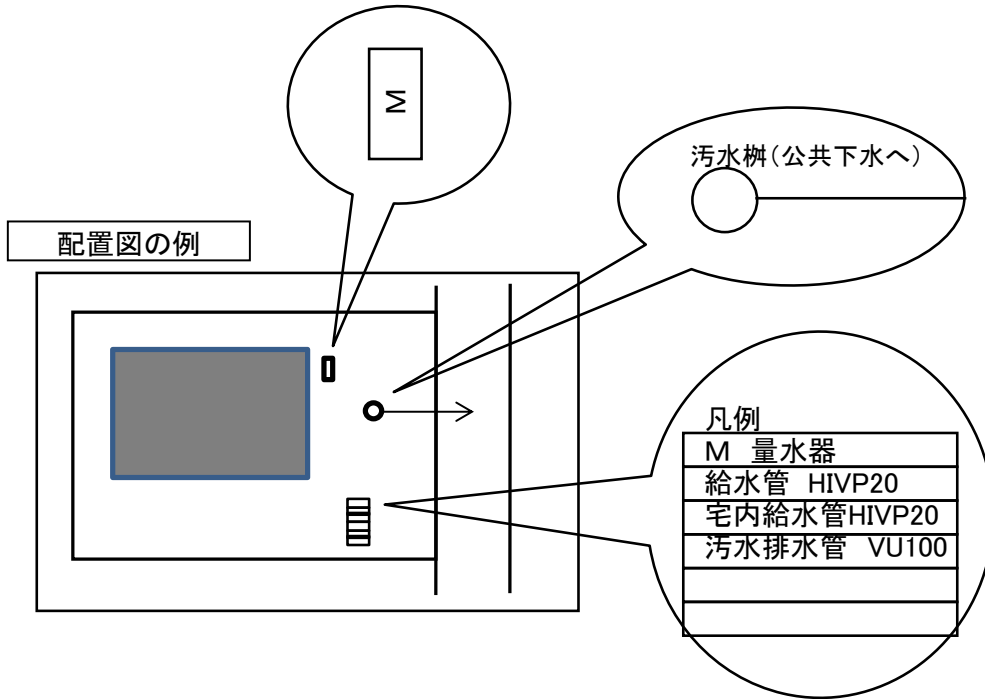 M
汚水桝(公共下水へ)
配置図の例
凡例
M 量水器
給水管 HIVP20
宅内給水管HIVP20
汚水排水管 VU100